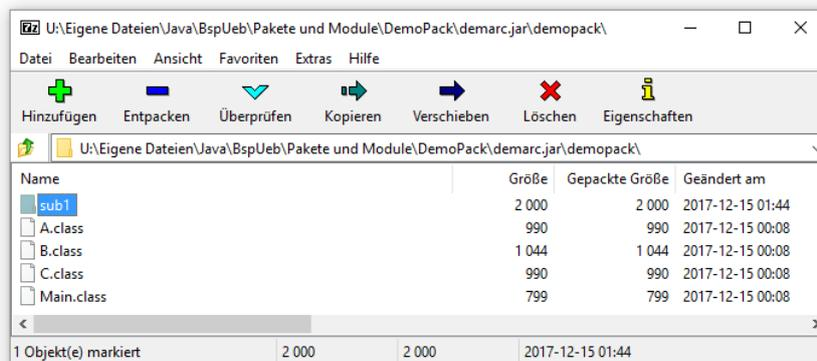 7z U:\Eigene Dateien\Java\BspUeb\Pakete und Module\DemoPack\demarc.jar\demopack\
Datei Bearbeiten Ansicht Favoriten Extras Hilfe
Hinzufügen Entpacken Überprüfen Kopieren Verschieben Löschen Eigenschaften
U:\Eigene Dateien\Java\BspUeb\Pakete und Module\DemoPack\demarc.jar\demopack\
Name Größe Gepackte Größe Geändert am
sub1 2 000 2 000 2017-12-15 01:44
A.class 990 990 2017-12-15 00:08
B.class 1 044 1 044 2017-12-15 00:08
C.class 990 990 2017-12-15 00:08
Main.class 799 799 2017-12-15 00:08
1 Objekt(e) markiert 2 000 2 000 2017-12-15 01:44